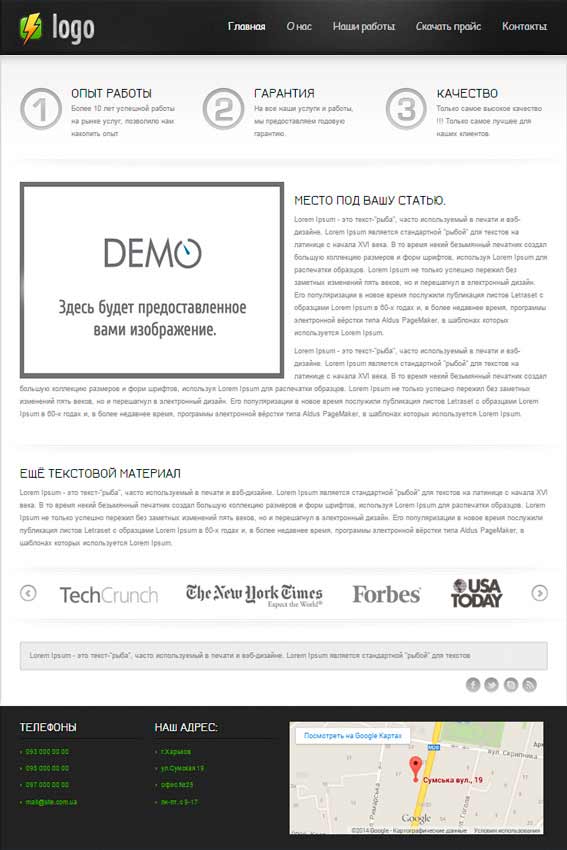 logo
Главная О нас Наши работы Скачать прайс Контакты
1 ОПЫТ РАБОТЫ
Более 10 лет успешной работы
на рынке услуг, позволило нам
накопить опыт
2 ГАРАНТИЯ
На все наши услуги и работы,
мы предоставляем годовую
гарантию.
3 КАЧЕСТВО
Только самое высокое качество
!!! Только самое лучшее для
наших клиентов.
DEMO
Здесь будет предоставленное
вами изображение.
МЕСТО ПОД ВАШУ СТАТЬЮ.
Lorem Ipsum - это текст-"рыба", часто используемый в печати и вэб-
дизайне. Lorem Ipsum является стандартной "рыбой" для текстов на
латинице с начала XVI века. В то время некий безымянный печатник создал
большую коллекцию размеров и форм шрифтов, используя Lorem Ipsum для
распечатки образцов. Lorem Ipsum не только успешно пережил без
заметных изменений пять веков, но и перешагнул в электронный дизайн.
Его популяризации в новое время послужили публикация листов Letraset с
образцами Lorem Ipsum в 60-х годах и, в более недавнее время, программы
электронной вёрстки типа Aldus PageMaker, в шаблонах которых
используется Lorem Ipsum.
Lorem Ipsum - это текст-"рыба", часто используемый в печати и вэб-
дизайне. Lorem Ipsum является стандартной "рыбой" для текстов на
латинице с начала XVI века. В то время некий безымянный печатник создал
большую коллекцию размеров и форм шрифтов, используя Lorem Ipsum для распечатки образцов. Lorem Ipsum не только успешно пережил без заметных
изменений пять веков, но и перешагнул в электронный дизайн. Его популяризации в новое время послужили публикация листов Letraset с образцами Lorem
Ipsum в 60-х годах и, в более недавнее время, программы электронной вёрстки типа Aldus PageMaker, в шаблонах которых используется Lorem Ipsum.
ЕЩЁ ТЕКСТОВОЙ МАТЕРИАЛ
Lorem Ipsum - это текст-"рыба", часто используемый в печати и вэб-дизайне. Lorem Ipsum является стандартной "рыбой" для текстов на латинице с начала XVI
века. В то время некий безымянный печатник создал большую коллекцию размеров и форм шрифтов, используя Lorem Ipsum для распечатки образцов. Lorem
Ipsum не только успешно пережил без заметных изменений пять веков, но и перешагнул в электронный дизайн. Его популяризации в новое время послужили
публикация листов Letraset с образцами Lorem Ipsum в 60-х годах и, в более недавнее время, программы электронной вёрстки типа Aldus PageMaker, в
шаблонах которых используется Lorem Ipsum.
TechCrunch The New York Times Forbes USA TODAY
Expect the World®
Lorem Ipsum - это текст-"рыба", часто используемый в печати и вэб-дизайне. Lorem Ipsum является стандартной "рыбой" для текстов
ТЕЛЕФОНЫ
093 000 00 00
095 000 00 00
097 000 00 00
mail@site.com.ua
НАШ АДРЕС:
г.Харьков
ул.Сумская 19
офис №25
пн-пт, с 9-17
Посмотреть на Google Картах
M20
ул. Скрипника
Сумська вул., 19
ул. Римарская
ул. Гоголя
Google
©2014 Google - Картографические данные Условия использования